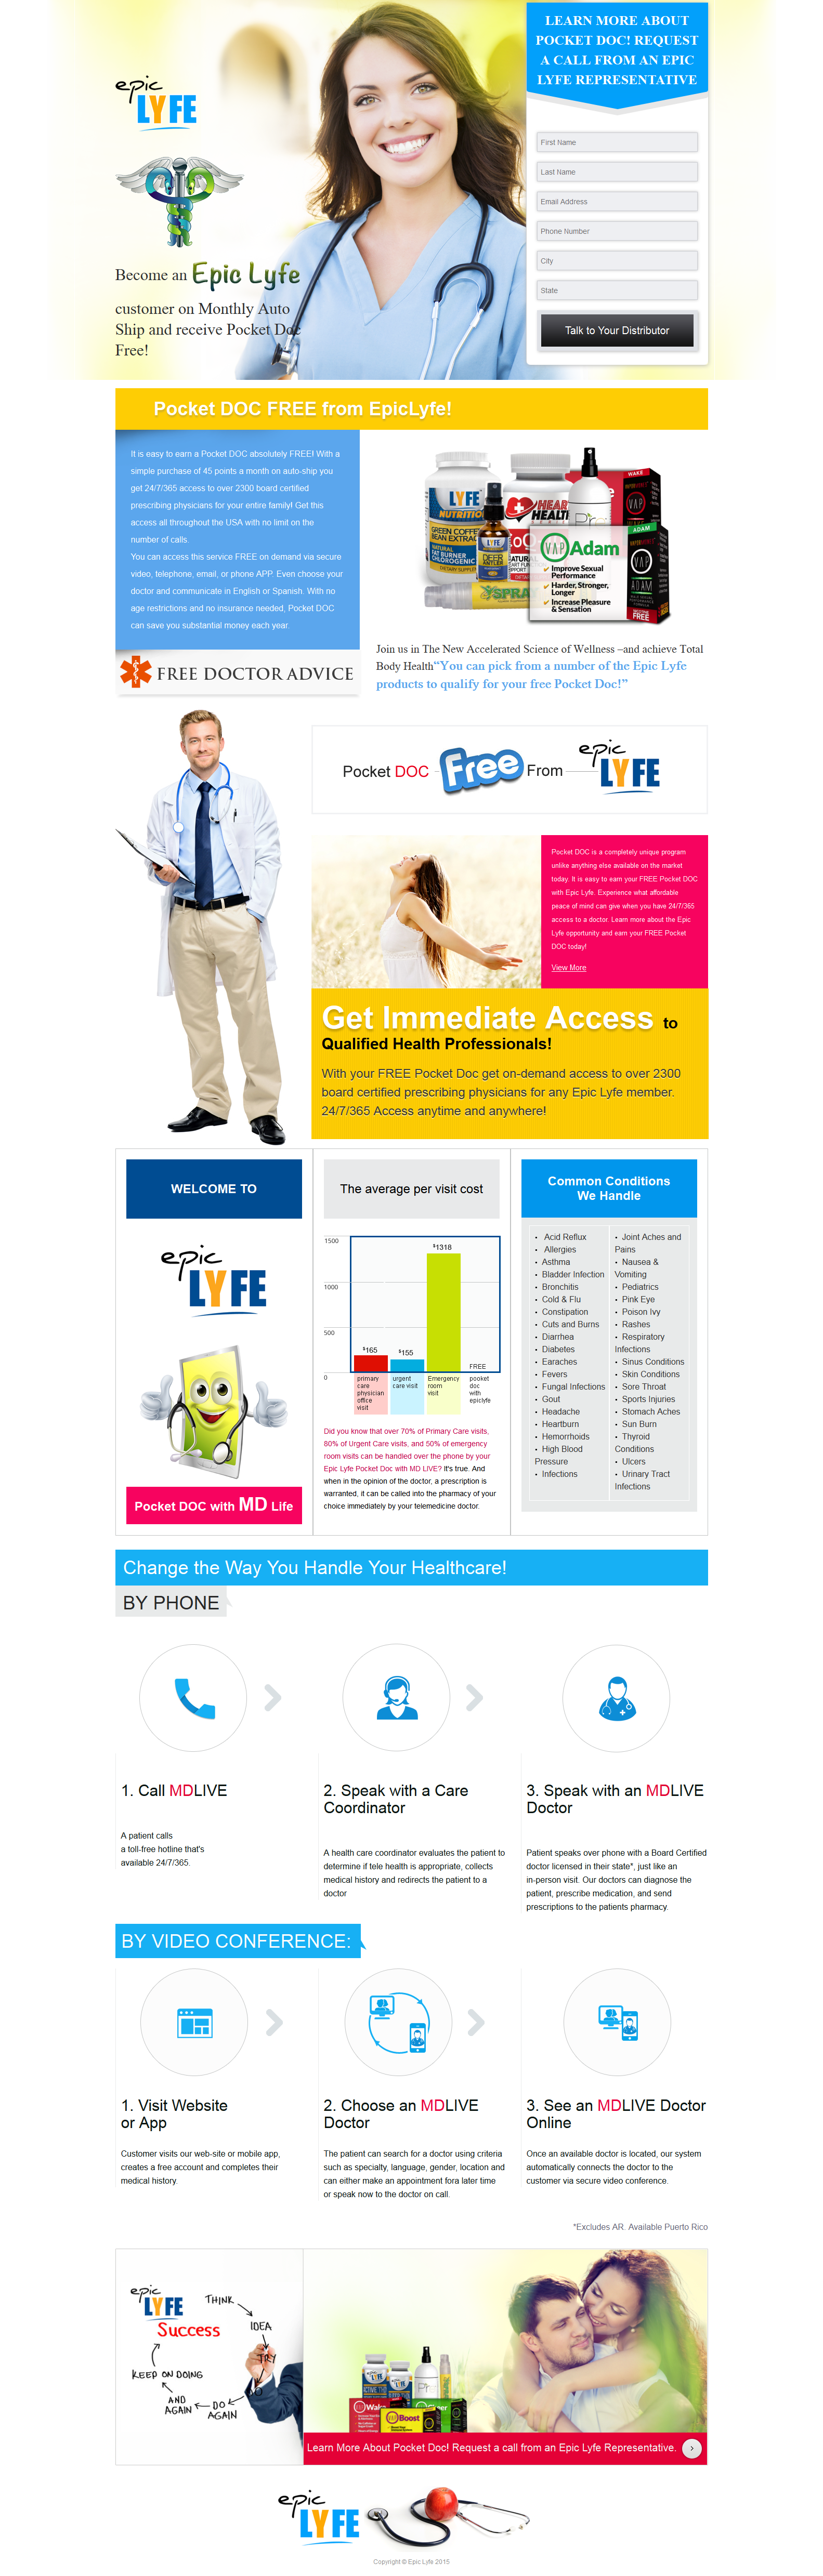 LEARN MORE ABOUT
POCKET DOC! REQUEST
A CALL FROM AN EPIC
LYFE REPRESENTATIVE
epic
LYFE
First Name
Last Name
Email Address
Phone Number
City
State
Talk to Your Distributor
Become an Epic Lyfe
customer on Monthly Auto
Ship and receive Pocket Doc
Free!
Pocket DOC FREE from EpicLyfe!
It is easy to earn a Pocket DOC absolutely FREE! With a
simple purchase of 45 points a month on auto-ship you
get 24/7/365 access to over 2300 board certified
prescribing physicians for your entire family! Get this
access all throughout the USA with no limit on the
number of calls.
You can access this service FREE on demand via secure
video, telephone, email, or phone APP. Even choose your
doctor and communicate in English or Spanish. With no
age restrictions and no insurance needed, Pocket DOC
can save you substantial money each year.
FREE DOCTOR ADVICE
LYFE
NUTRITION
GREEN COFFEE
BEAN EXTRACT
NATURAL
FAT BURNER
CHLOROGENIC
LYFE
DEER
ANTLER
SPRAY
HEART
HEALTH
VAP
Adam
Improve Sexual
Performance
Harder, Stronger,
Longer
Increase Pleasure
& Sensation
WAKE
VAP
ADAM
VAP
FREE
Join us in The New Accelerated Science of Wellness –and achieve Total
Body Health“You can pick from a number of the Epic Lyfe
products to qualify for your free Pocket Doc!”
Pocket DOC Free From epic LYFE
Pocket DOC is a completely unique program
unlike anything else available on the market
today. It is easy to earn your FREE Pocket DOC
with Epic Lyfe. Experience what affordable
peace of mind can give when you have 24/7/365
access to a doctor. Learn more about the Epic
Lyfe opportunity and earn your FREE Pocket
DOC today!
View More
Get Immediate Access to
Qualified Health Professionals!
With your FREE Pocket Doc get on-demand access to over 2300
board certified prescribing physicians for any Epic Lyfe member.
24/7/365 Access anytime and anywhere!
WELCOME TO
epic
LYFE
Pocket DOC with MD Life
The average per visit cost
1500
1000
500
0
$1318
$165
$155
FREE
primary
care
physician
office
visit
urgent
care visit
Emergency
room
visit
pocket
doc
with
epiclyfe
Did you know that over 70% of Primary Care visits,
80% of Urgent Care visits, and 50% of emergency
room visits can be handled over the phone by your
Epic Lyfe Pocket Doc with MD LIVE? It's true. And
when in the opinion of the doctor, a prescription is
warranted, it can be called into the pharmacy of your
choice immediately by your telemedicine doctor.
Common Conditions
We Handle
• Acid Reflux
• Allergies
• Asthma
• Bladder Infection
• Bronchitis
• Cold & Flu
• Constipation
• Cuts and Burns
• Diarrhea
• Diabetes
• Earaches
• Fevers
• Fungal Infections
• Gout
• Headache
• Heartburn
• Hemorrhoids
• High Blood
Pressure
• Infections
• Joint Aches and
Pains
• Nausea &
Vomiting
• Pediatrics
• Pink Eye
• Poison Ivy
• Rashes
• Respiratory
Infections
• Sinus Conditions
• Skin Conditions
• Sore Throat
• Sports Injuries
• Stomach Aches
• Sun Burn
• Thyroid
Conditions
• Ulcers
• Urinary Tract
Infections
Change the Way You Handle Your Healthcare!
BY PHONE
1. Call MDLIVE
A patient calls
a toll-free hotline that's
available 24/7/365.
2. Speak with a Care
Coordinator
A health care coordinator evaluates the patient to
determine if tele health is appropriate, collects
medical history and redirects the patient to a
doctor
3. Speak with an MDLIVE
Doctor
Patient speaks over phone with a Board Certified
doctor licensed in their state*, just like an
in-person visit. Our doctors can diagnose the
patient, prescribe medication, and send
prescriptions to the patients pharmacy.
BY VIDEO CONFERENCE:
1. Visit Website
or App
Customer visits our web-site or mobile app,
creates a free account and completes their
medical history.
2. Choose an MDLIVE
Doctor
The patient can search for a doctor using criteria
such as specialty, language, gender, location and
can either make an appointment fora later time
or speak now to the doctor on call.
3. See an MDLIVE Doctor
Online
Once an available doctor is located, our system
automatically connects the doctor to the
customer via secure video conference.
*Excludes AR. Available Puerto Rico
epic
LYFE
Success
THINK
IDEA
TRY
DO
DO
AGAIN
AND
AGAIN
KEEP ON DOING
LYFE
LYFE
Wake
Boost
Learn More About Pocket Doc! Request a call from an Epic Lyfe Representative.
epic
LYFE
Copyright © Epic Lyfe 2015